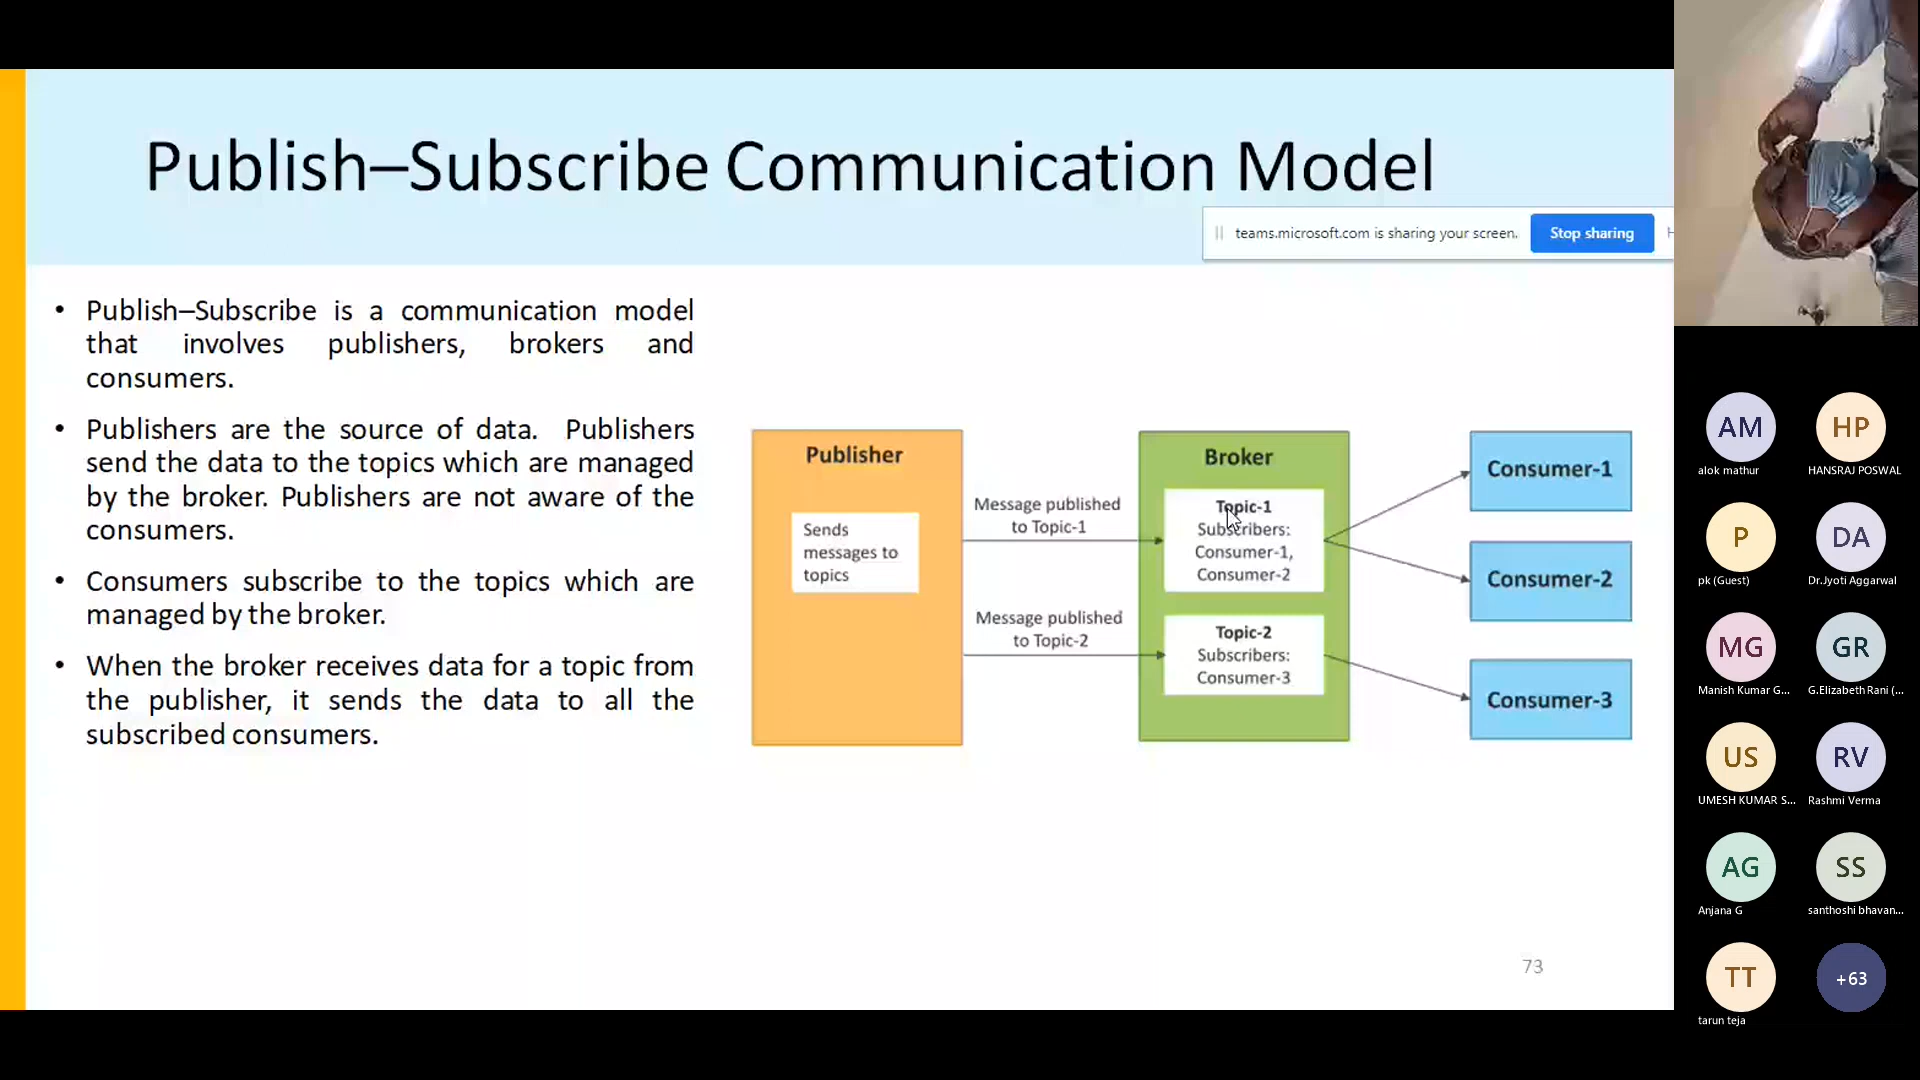 Publish–Subscribe Communication Model
teams.microsoft.com is sharing your screen.
Stop sharing
• Publish–Subscribe is a communication model
that involves publishers, brokers and
consumers.
• Publishers are the source of data. Publishers
send the data to the topics which are managed
by the broker. Publishers are not aware of the
consumers.
• Consumers subscribe to the topics which are
managed by the broker.
• When the broker receives data for a topic from
the publisher, it sends the data to all the
subscribed consumers.
Publisher
Sends
messages to
topics
Message published
to Topic-1
Message published
to Topic-2
Broker
Topic-1
Subscribers:
Consumer-1,
Consumer-2
Topic-2
Subscribers:
Consumer-3
Consumer-1
Consumer-2
Consumer-3
73
AM
alok mathur
HP
HANSRAJ POSWAL
P
pk (Guest)
DA
Dr.Jyoti Aggarwal
MG
Manish Kumar G...
GR
G.Elizabeth Rani (...
US
UMESH KUMAR S...
RV
Rashmi Verma
AG
Anjana G
SS
santhoshi bhavan...
TT
tarun teja
+63